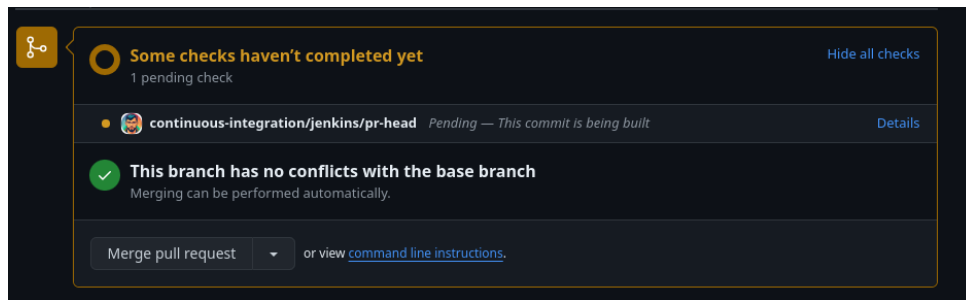 Some checks haven’t completed yet
Hide all checks
1 pending check
continuous-integration/jenkins/pr-head Pending — This commit is being built
Details
This branch has no conflicts with the base branch
Merging can be performed automatically.
Merge pull request
or view command line instructions.